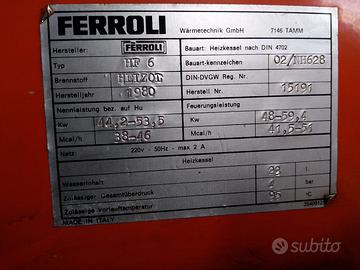 FERROLI
Wärmetechnik GmbH 7146 TAMM
Hersteller: FERROLI Bauart: Heizkessel nach DIN 4702
Typ HF 6 Bauart-kennzeichen 02/NH628
Brennstoff HEIZÖL DIN-DVGW Reg. Nr.
Herstelljahr 1980 Herstell Nr. 15191
Nennleistung bez. auf Hu Feuerungsleistung
Kw 44,2-53,5 Kw 48-59,4
Mcal/h 38-46 Mcal/h 41,5-51
Netz: 220v - 50Hz - max 2 A
Heizkessel
Wasserinhalt l
Zulässiger Gesamtüberdruck 4 bar
Zulässige Vorlauftemperatur 95 °C
MADE IN ITALY
subito